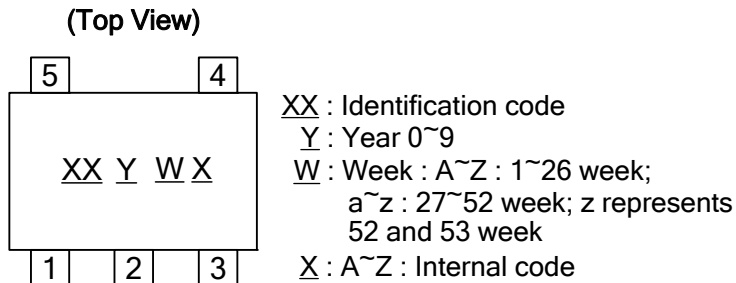 (Top View)
5 4
XX Y W X
1 2 3
XX : Identification code
Y : Year 0~9
W : Week : A~Z : 1~26 week;
a~z : 27~52 week; z represents
52 and 53 week
X : A~Z : Internal code